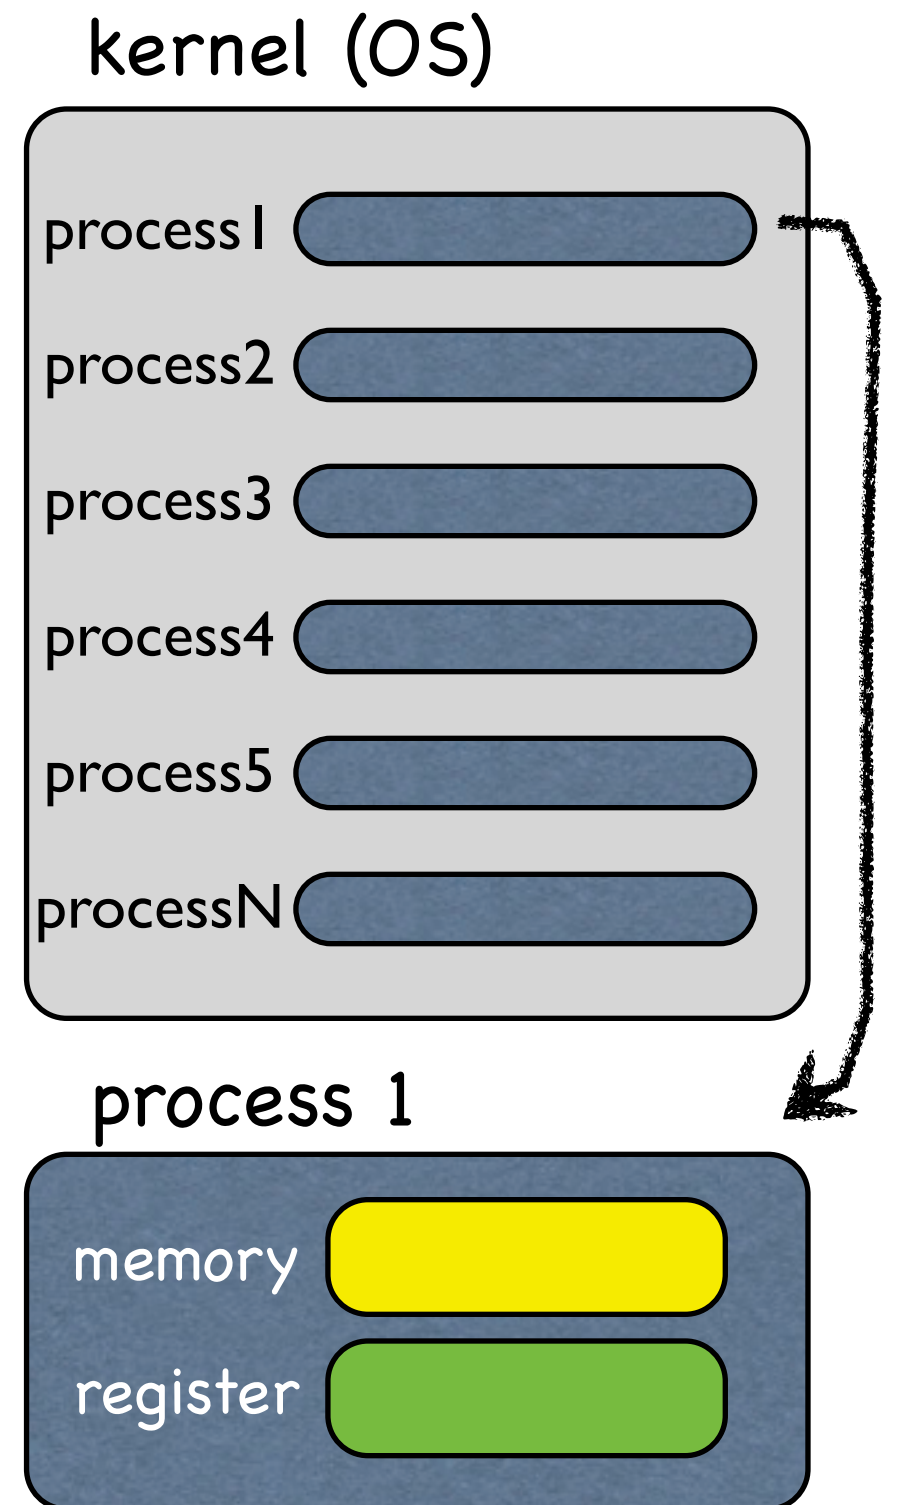 kernel (OS)
process1
process2
process3
process4
process5
processN
process 1
memory
register